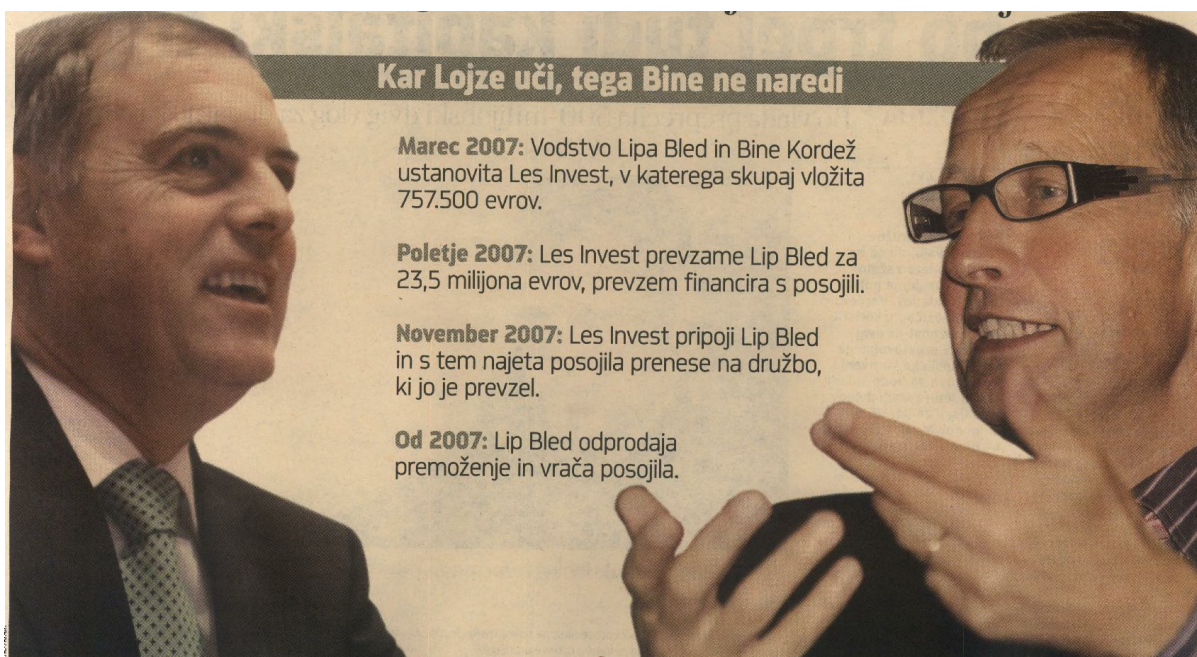 Kar Lojze uči, tega Bine ne naredi
Marec 2007: Vodstvo Lipa Bled in Bine Kordež
ustanovita Les Invest, v katerega skupaj vložita
757.500 evrov.
Poletje 2007: Les Invest prevzame Lip Bled za
23,5 milijona evrov, prevzem financira s posojili.
November 2007: Les Invest pripoji Lip Bled
in s tem najeta posojila prenese na družbo,
ki jo je prevzel.
Od 2007: Lip Bled odprodaja
premoženje in vrača posojila.